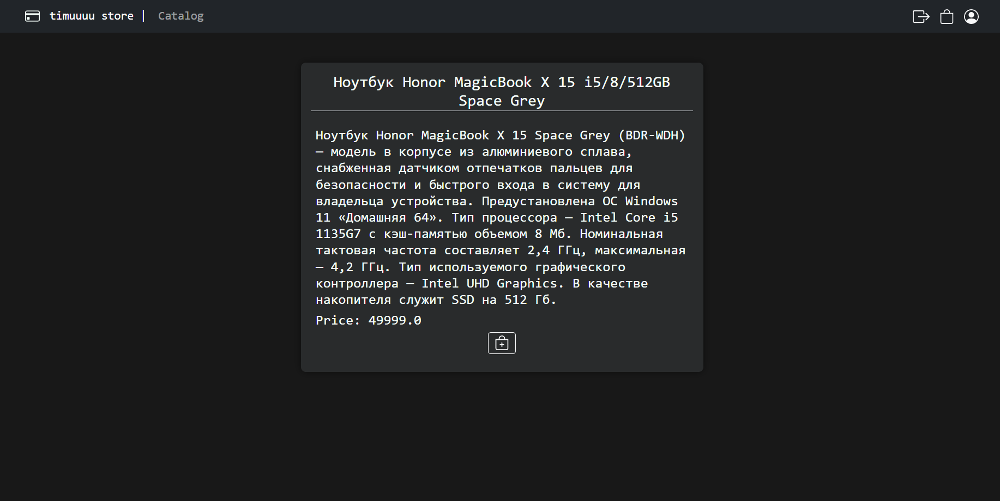 timuuuu store | Catalog
Ноутбук Honor MagicBook X 15 i5/8/512GB
Space Grey
Ноутбук Honor MagicBook X 15 Space Grey (BDR-WDH)
— модель в корпусе из алюминиевого сплава,
снабженная датчиком отпечатков пальцев для
безопасности и быстрого входа в систему для
владельца устройства. Предустановлена ОС Windows
11 «Домашняя 64». Тип процессора — Intel Core i5
1135G7 с кэш-памятью объемом 8 Мб. Номинальная
тактовая частота составляет 2,4 ГГц, максимальная
— 4,2 ГГц. Тип используемого графического
контроллера — Intel UHD Graphics. В качестве
накопителя служит SSD на 512 Гб.
Price: 49999.0